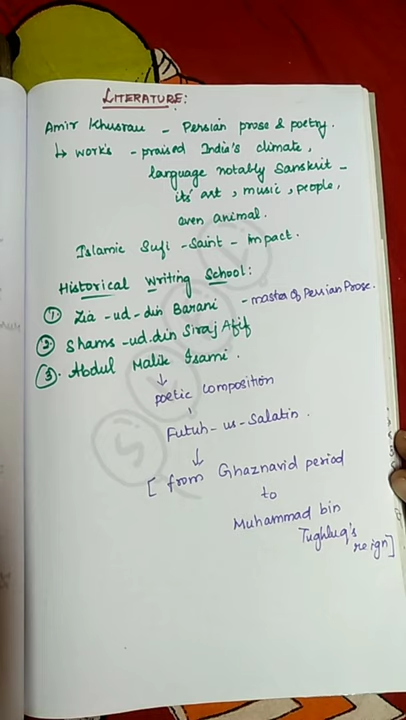 LITERATURE:
Amir Khusrau - Persian prose & poetry.
↳ works - praised India's climate,
language notably Sanskrit -
its' art, music, people,
even animal.
Islamic Sufi - Saint - impact.
Historical Writing School:
①. Zia-ud-din Barani - master of Persian Prose.
②. Shams-ud.din Siraj Afif
③. Abdul Malik Isami.
↓
poetic composition
Futuh-us-Salatin.
↓
[ from Ghaznavid period
to
Muhammad bin
Tughluq's
reign]